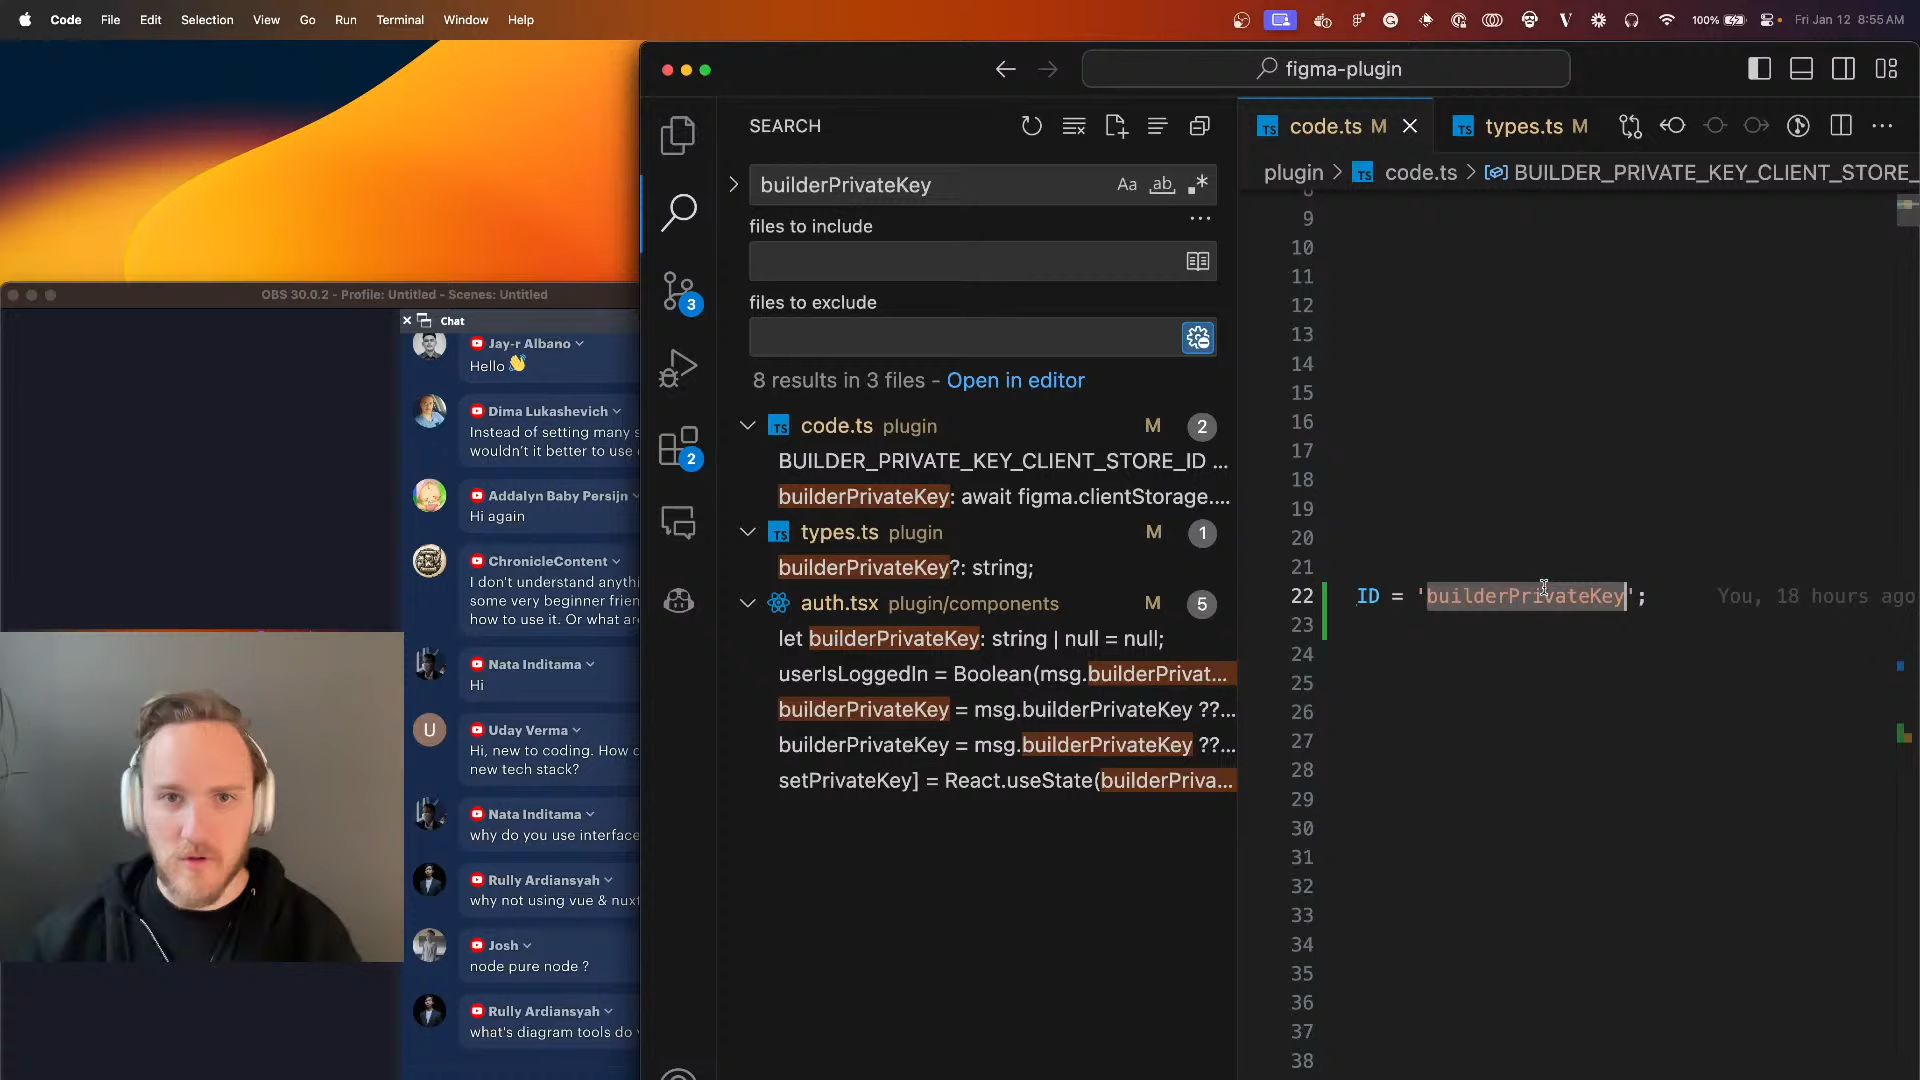 Code File Edit Selection View Go Run Terminal Window Help
100% Fri Jan 12 8:55 AM
figma-plugin
OBS 30.0.2 - Profile: Untitled - Scenes: Untitled
Chat
Jay-r Albano
Hello 👋
Dima Lukashevich
Instead of setting many s
wouldn't it better to use
Addalyn Baby Persijn
Hi again
ChronicleContent
I don't understand anythi
some very beginner frien
how to use it. Or what ar
Nata Inditama
Hi
U
Uday Verma
Hi, new to coding. How
new tech stack?
Nata Inditama
why do you use interface
Rully Ardiansyah
why not using vue & nuxt
Josh
node pure node ?
Rully Ardiansyah
what's diagram tools do
3
2
SEARCH
builderPrivateKey
Aa ab
files to include
files to exclude
8 results in 3 files - Open in editor
TS code.ts plugin M 2
BUILDER_PRIVATE_KEY_CLIENT_STORE_ID ...
builderPrivateKey: await figma.clientStorage....
TS types.ts plugin M 1
builderPrivateKey?: string;
auth.tsx plugin/components M 5
let builderPrivateKey: string | null = null;
userIsLoggedIn = Boolean(msg.builderPrivat...
builderPrivateKey = msg.builderPrivateKey ??...
builderPrivateKey = msg.builderPrivateKey ??...
setPrivateKey] = React.useState(builderPriva...
TS code.ts M
TS types.ts M
plugin > TS code.ts > BUILDER_PRIVATE_KEY_CLIENT_STORE_
9
10
11
12
13
14
15
16
17
18
19
20
21
22 ID = 'builderPrivateKey'; You, 18 hours ago
23
24
25
26
27
28
29
30
31
32
33
34
35
36
37
38